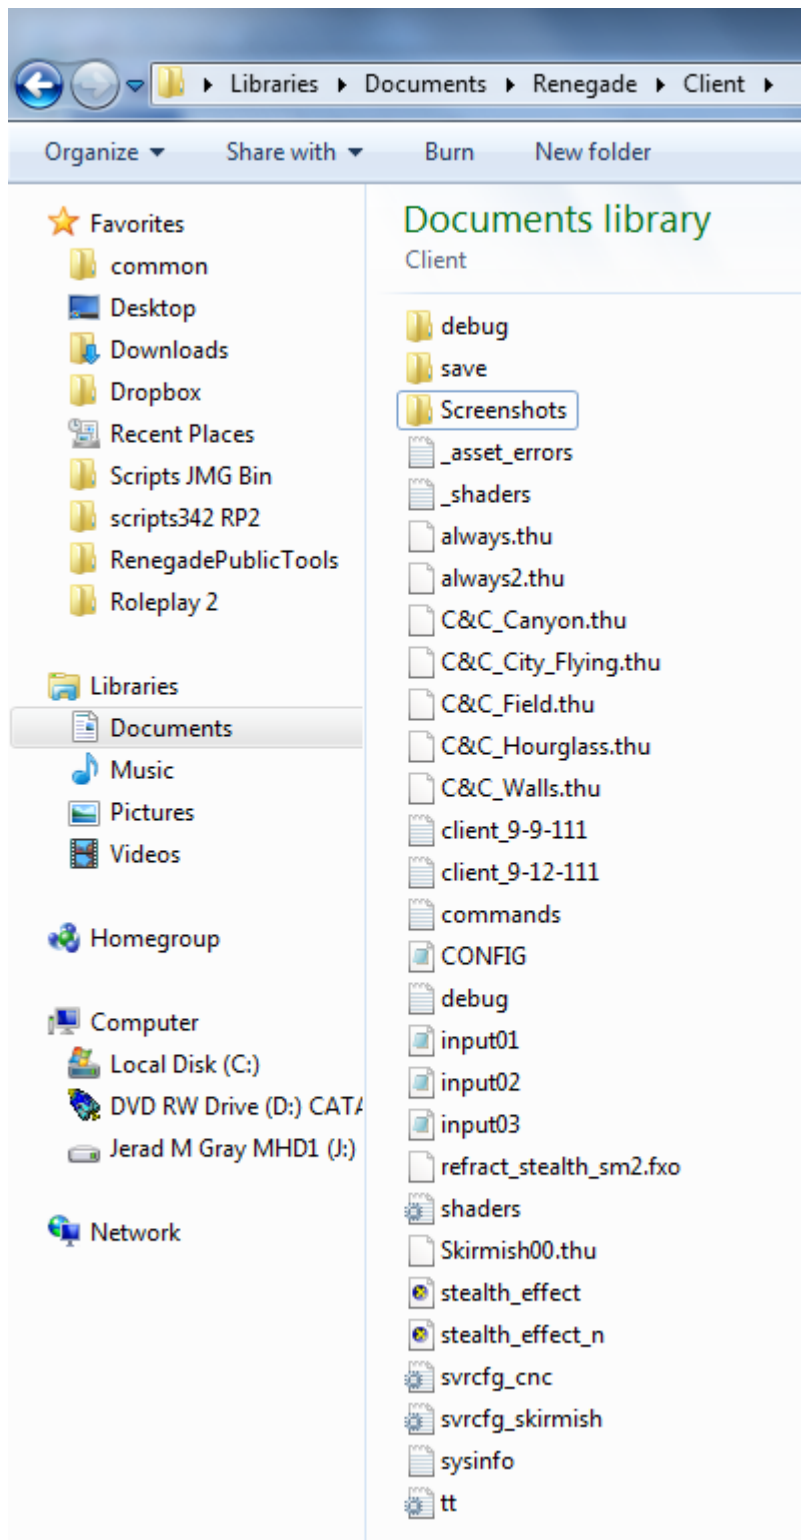 Libraries Documents Renegade Client
Organize Share with Burn New folder
Favorites
common
Desktop
Downloads
Dropbox
Recent Places
Scripts JMG Bin
scripts342 RP2
RenegadePublicTools
Roleplay 2
Libraries
Documents
Music
Pictures
Videos
Homegroup
Computer
Local Disk (C:)
DVD RW Drive (D:) CATA
Jerad M Gray MHD1 (J:)
Network
Documents library
Client
debug
save
Screenshots
_asset_errors
_shaders
always.thu
always2.thu
C&C_Canyon.thu
C&C_City_Flying.thu
C&C_Field.thu
C&C_Hourglass.thu
C&C_Walls.thu
client_9-9-111
client_9-12-111
commands
CONFIG
debug
input01
input02
input03
refract_stealth_sm2.fxo
shaders
Skirmish00.thu
stealth_effect
stealth_effect_n
svrcfg_cnc
svrcfg_skirmish
sysinfo
tt